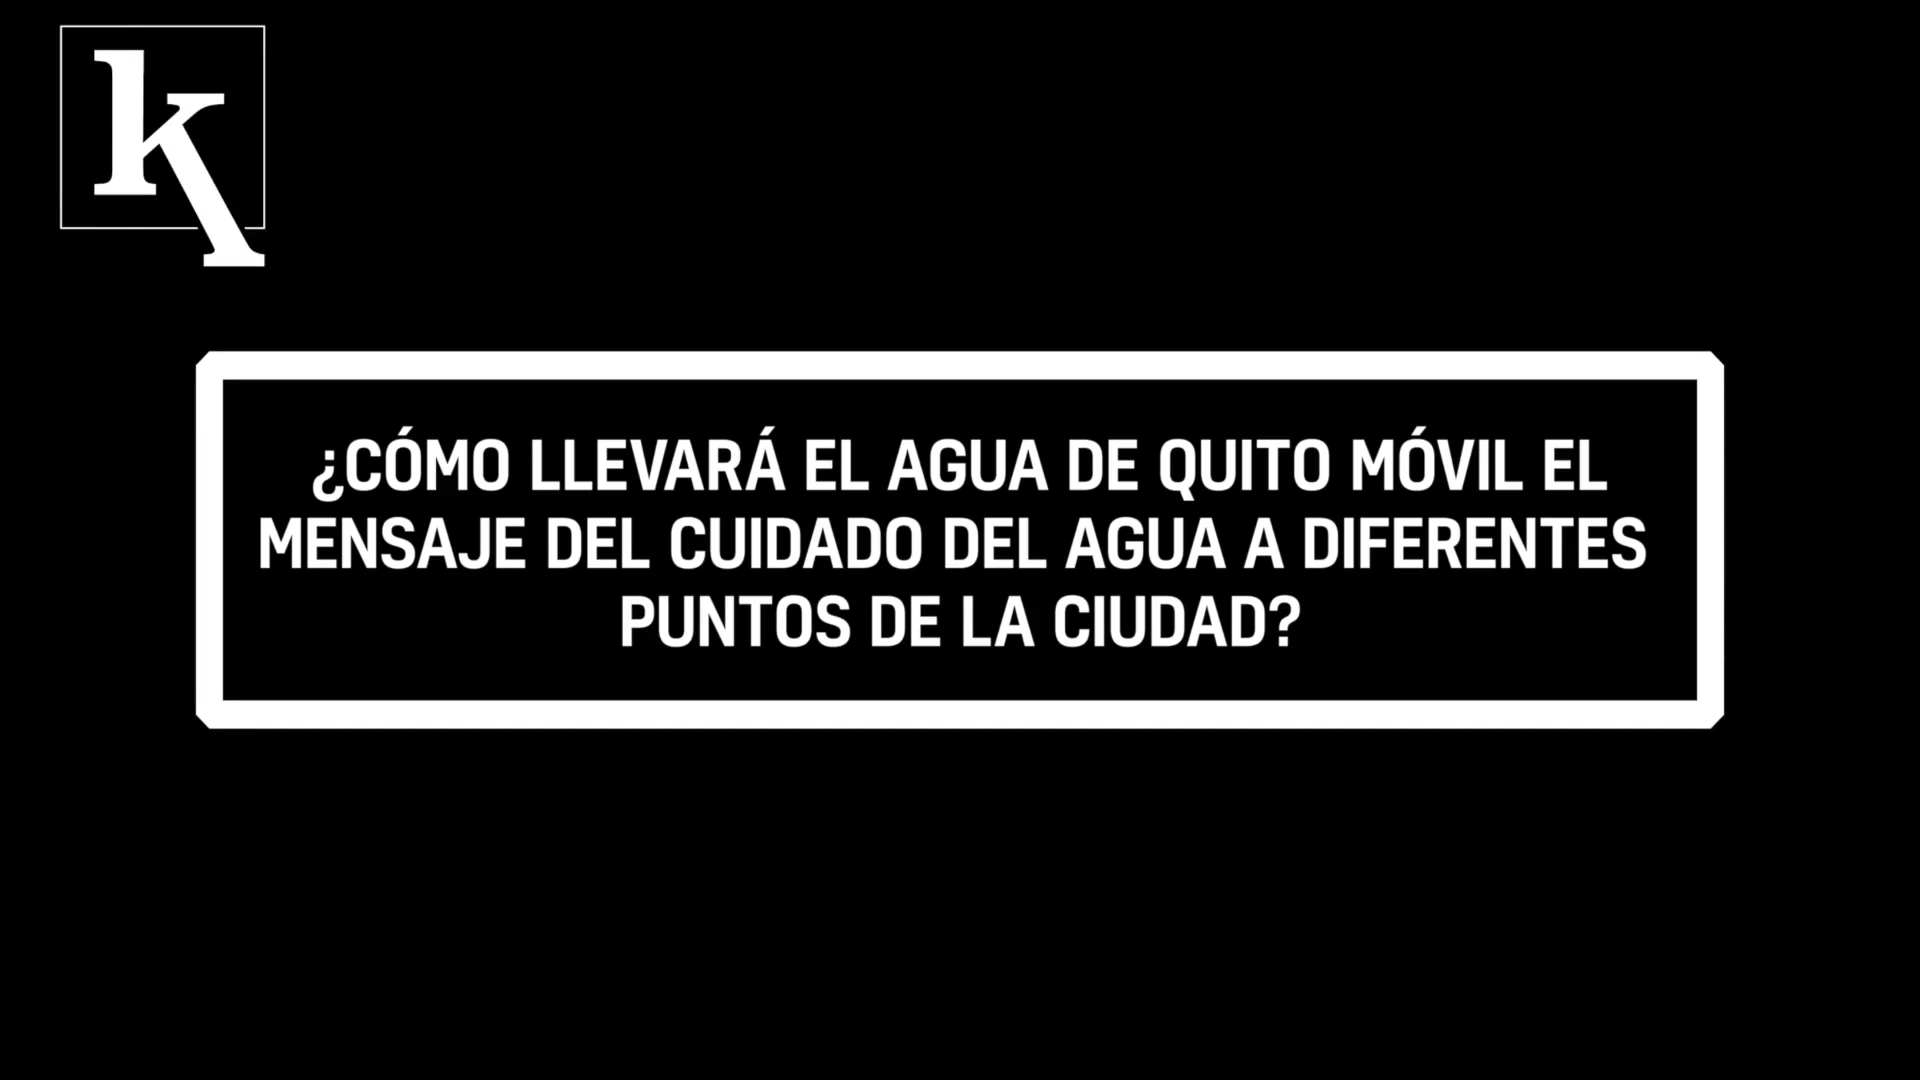 k
¿CÓMO LLEVARÁ EL AGUA DE QUITO MÓVIL EL
MENSAJE DEL CUIDADO DEL AGUA A DIFERENTES
PUNTOS DE LA CIUDAD?